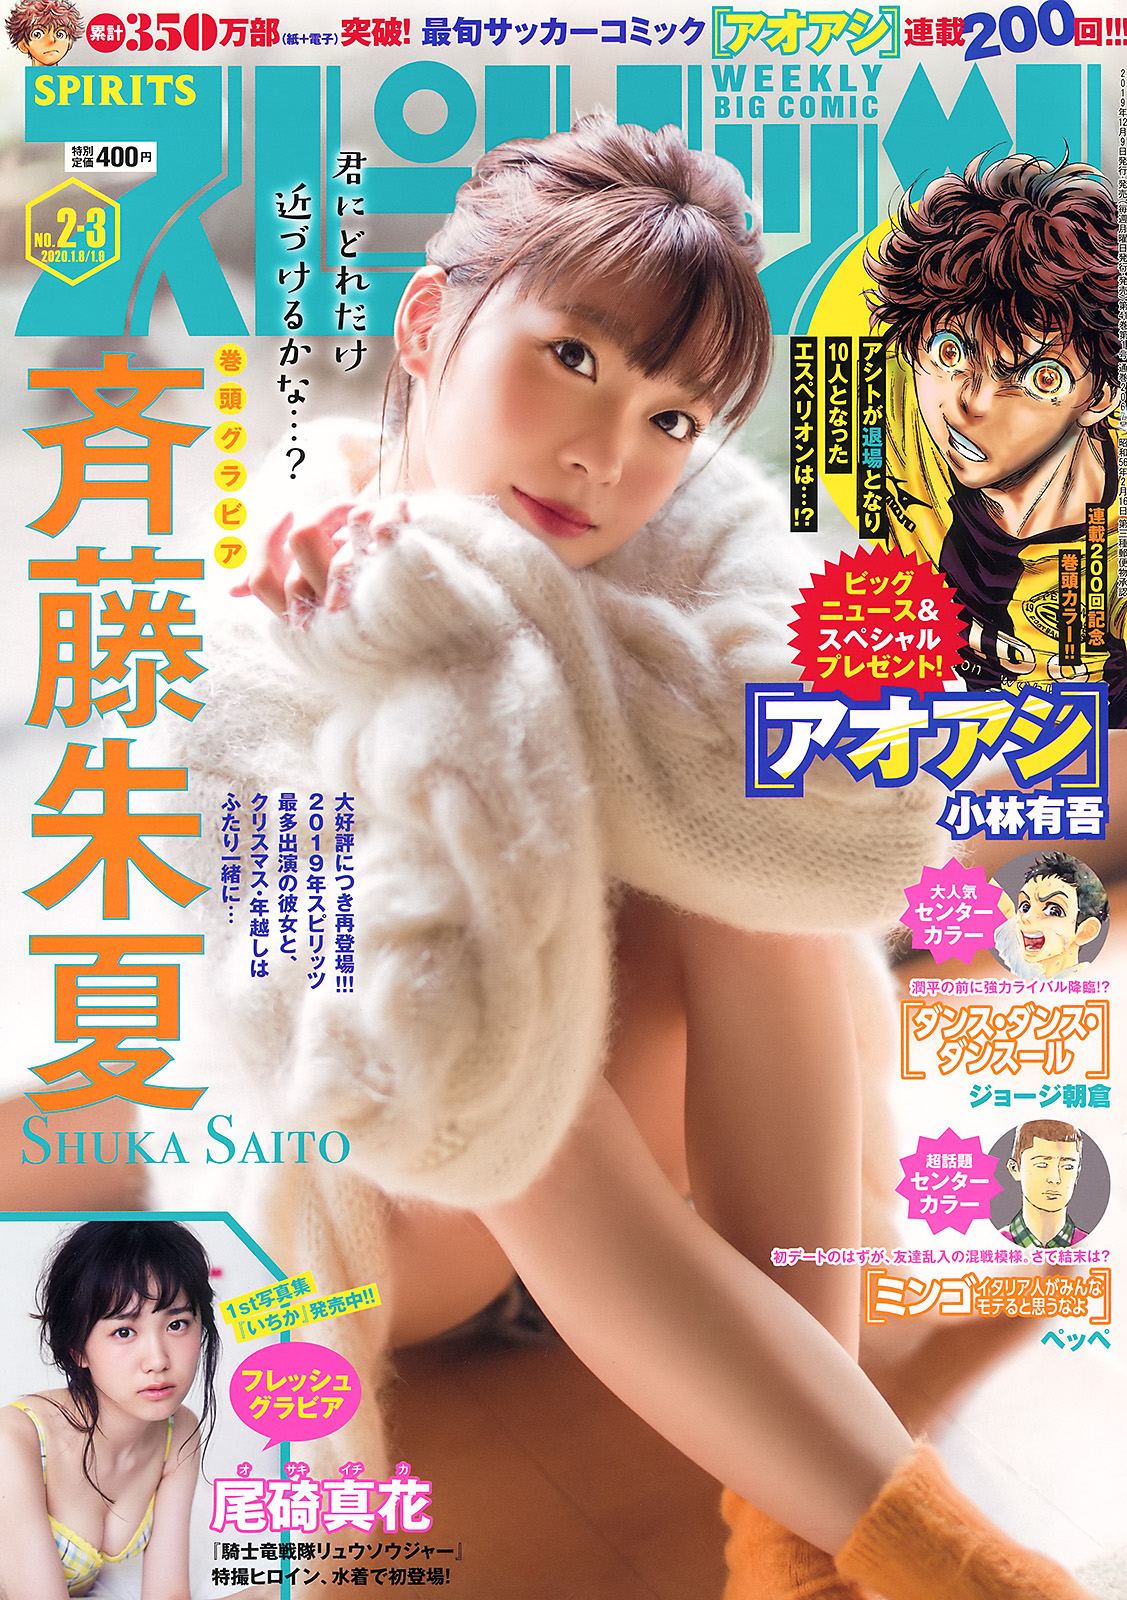 累計350万部(紙+電子)突破! 最旬サッカーコミック[アオアシ]連載200回!!!
SPIRITS
スピリッツ
WEEKLY
BIG COMIC
特別
定価400円
NO.2-3
2020.1.8/1.8
君にどれだけ
近づけるかな…?
巻頭グラビア
斉藤朱夏
SHUKA SAITO
大好評につき再登場!!!
2019年スピリッツ
最多出演の彼女と、
クリスマス・年越しは
ふたり一緒に…
アシトが退場となり
10人となった
エスペリオンは…!?
連載200回記念
巻頭カラー!!
ビッグ
ニュース&
スペシャル
プレゼント!
[アオアシ]
小林有吾
大人気
センター
カラー
潤平の前に強力ライバル降臨!?
[ダンス・ダンス・
ダンスール]
ジョージ朝倉
超話題
センター
カラー
初デートのはずが、友達乱入の混戦模様。さて結末は?
[ミンゴ イタリア人がみんな
モテると思うなよ]
ペッペ
1st写真集
『いちか』発売中!!
フレッシュ
グラビア
オ サキ イチ カ
尾碕真花
『騎士竜戦隊リュウソウジャー』
特撮ヒロイン、水着で初登場!